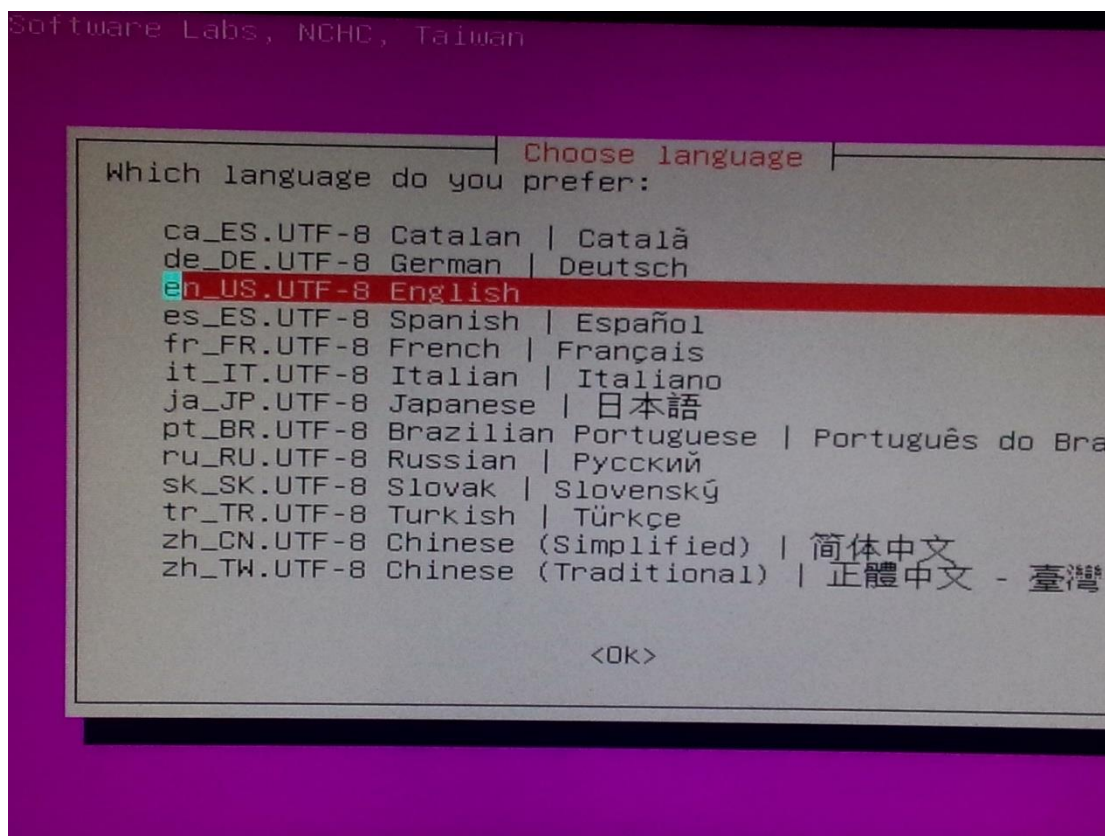 Software Labs, NCHC, Taiwan
Choose language
Which language do you prefer:
ca_ES.UTF-8 Catalan | Català
de_DE.UTF-8 German | Deutsch
en_US.UTF-8 English
es_ES.UTF-8 Spanish | Español
fr_FR.UTF-8 French | Français
it_IT.UTF-8 Italian | Italiano
ja_JP.UTF-8 Japanese | 日本語
pt_BR.UTF-8 Brazilian Portuguese | Português do Bra
ru_RU.UTF-8 Russian | Русский
sk_SK.UTF-8 Slovak | Slovenský
tr_TR.UTF-8 Turkish | Türkçe
zh_CN.UTF-8 Chinese (Simplified) | 简体中文
zh_TW.UTF-8 Chinese (Traditional) | 正體中文 - 臺灣
<Ok>